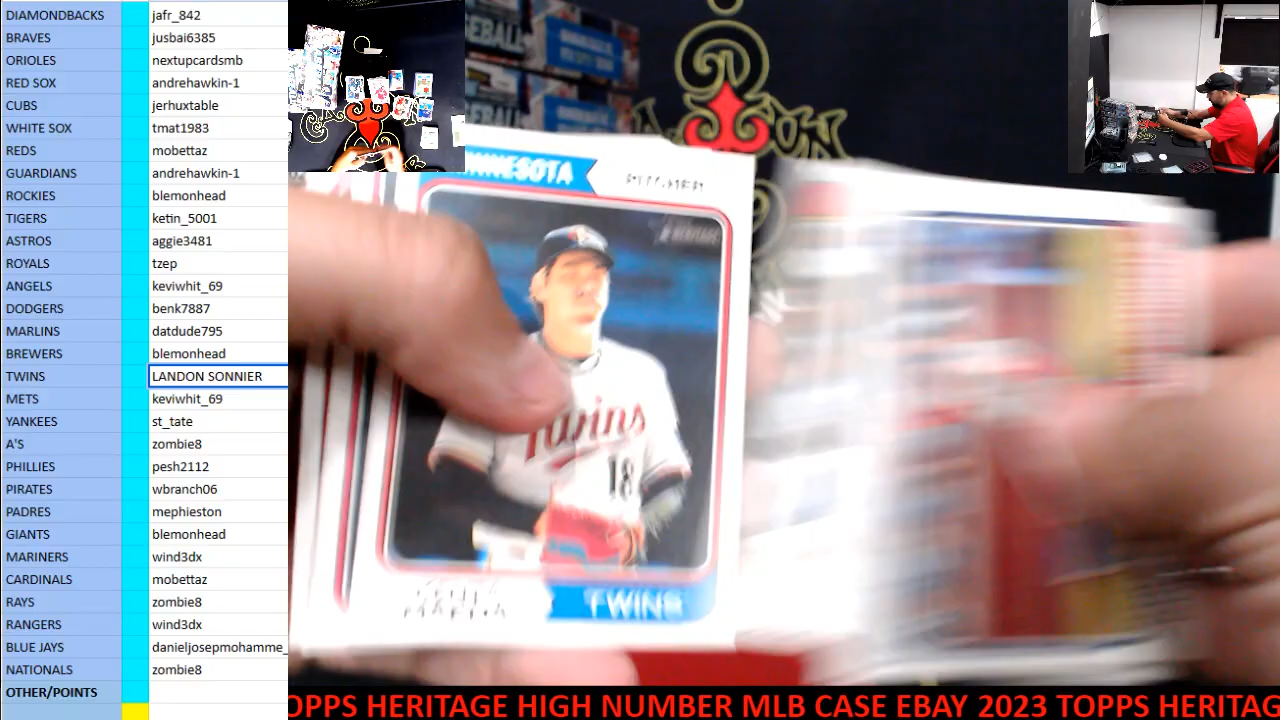 DIAMONDBACKS jafr_842
BRAVES jusbai6385
ORIOLES nextupcardsmb
RED SOX andrehawkin-1
CUBS jerhuxtable
WHITE SOX tmat1983
REDS mobettaz
GUARDIANS andrehawkin-1
ROCKIES blemonhead
TIGERS ketin_5001
ASTROS aggie3481
ROYALS tzep
ANGELS keviwhit_69
DODGERS benk7887
MARLINS datdude795
BREWERS blemonhead
TWINS LANDON SONNIER
METS keviwhit_69
YANKEES st_tate
A'S zombie8
PHILLIES pesh2112
PIRATES wbranch06
PADRES mephieston
GIANTS blemonhead
MARINERS wind3dx
CARDINALS mobettaz
RAYS zombie8
RANGERS wind3dx
BLUE JAYS danieljosepmohamme_
NATIONALS zombie8
OTHER/POINTS
NNESOTA PITCHER
HERITAGE
Twins
18
TWINS
OPPS HERITAGE HIGH NUMBER MLB CASE EBAY 2023 TOPPS HERITAG